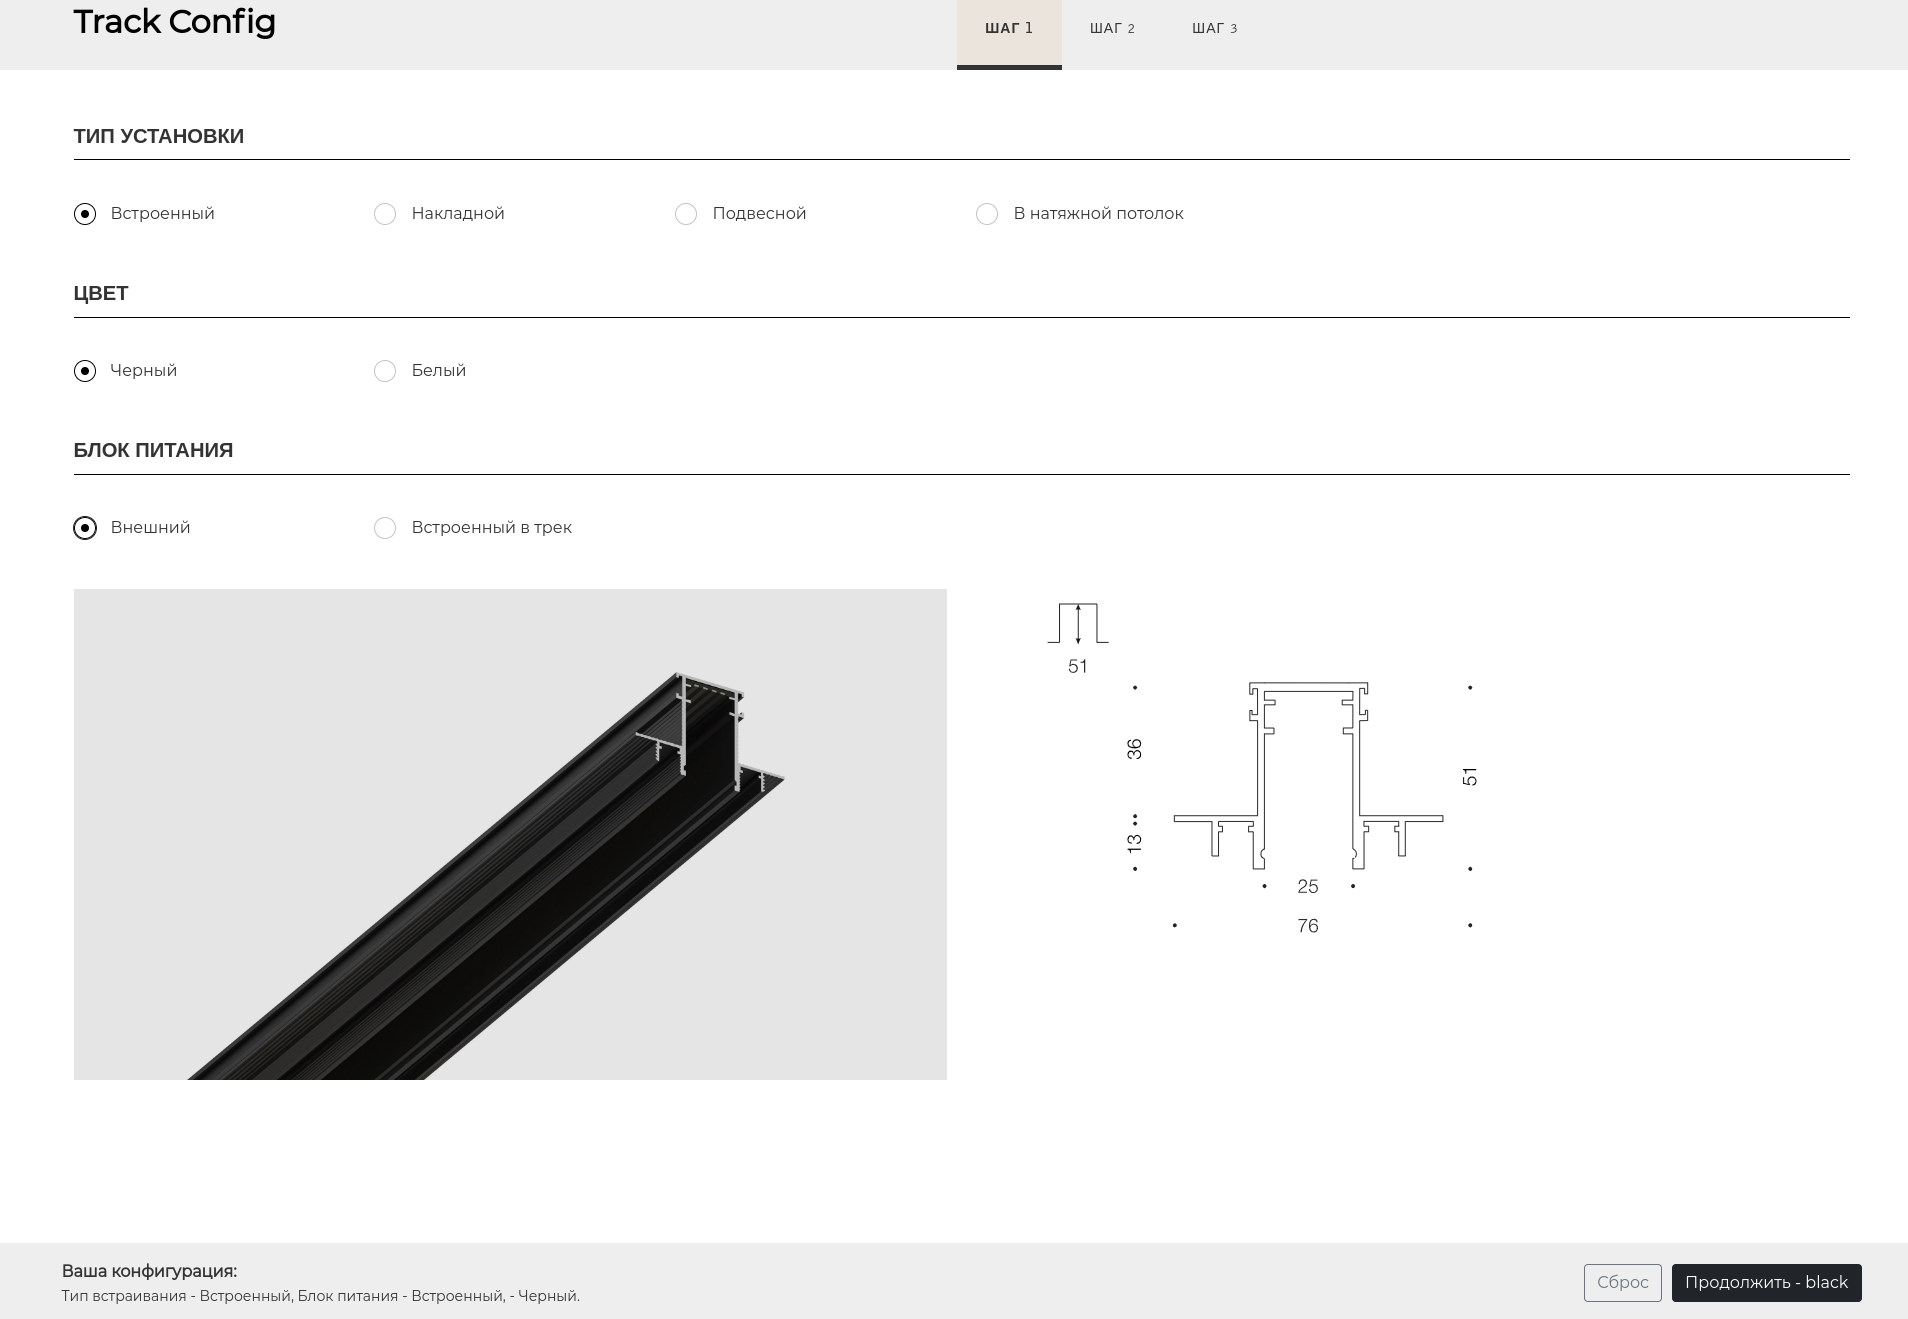 Track Config
ШАГ 1 ШАГ 2 ШАГ 3
ТИП УСТАНОВКИ
Встроенный Накладной Подвесной В натяжной потолок
ЦВЕТ
Черный Белый
БЛОК ПИТАНИЯ
Внешний Встроенный в трек
51
36
51
13
25
76
Ваша конфигурация:
Тип встраивания - Встроенный, Блок питания - Встроенный, - Черный.
Сброс Продолжить - black